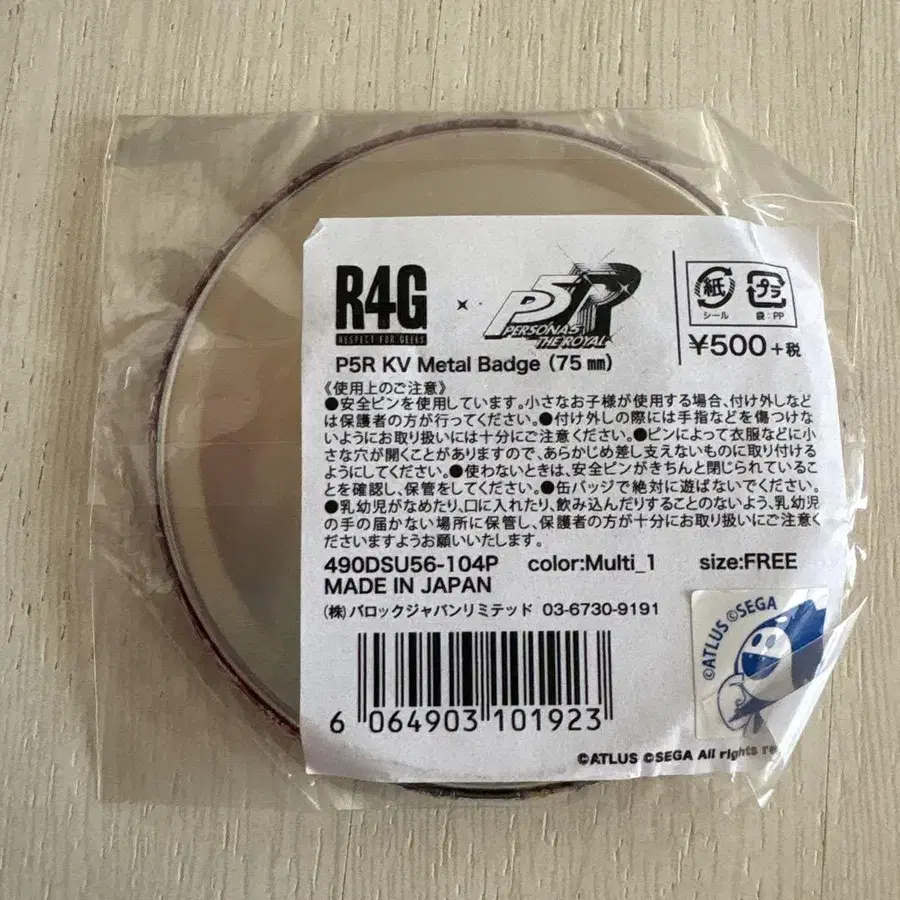 R4G
RESPECT FOR GEEKS
×
P5R
PERSONA5
THE ROYAL
紙
シール
プラ
袋:PP
¥500+税
P5R KV Metal Badge (75㎜)
《使用上のご注意》
●安全ピンを使用しています。小さなお子様が使用する場合、付け外しなど
は保護者の方が行ってください。●付け外しの際には手指などを傷つけな
いようにお取り扱いには十分にご注意ください。●ピンによって衣服などに小
さな穴が開くことがありますので、あらかじめ差し支えないものに取り付ける
ようにしてください。●使わないときは、安全ピンがきちんと閉じられているこ
とを確認し、保管をしてください。●缶バッジで絶対に遊ばないでください。
●乳幼児がなめたり、口に入れたり、飲み込んだりすることのないよう、乳幼児
の手の届かない場所に保管し、保護者の方が十分にお取り扱いにご注意く
ださいますようお願いいたします。
490DSU56-104P color:Multi_1 size:FREE
MADE IN JAPAN
(株)バロックジャパンリミテッド 03-6730-9191
©ATLUS ©SEGA
6 064903 101923
©ATLUS ©SEGA All rights